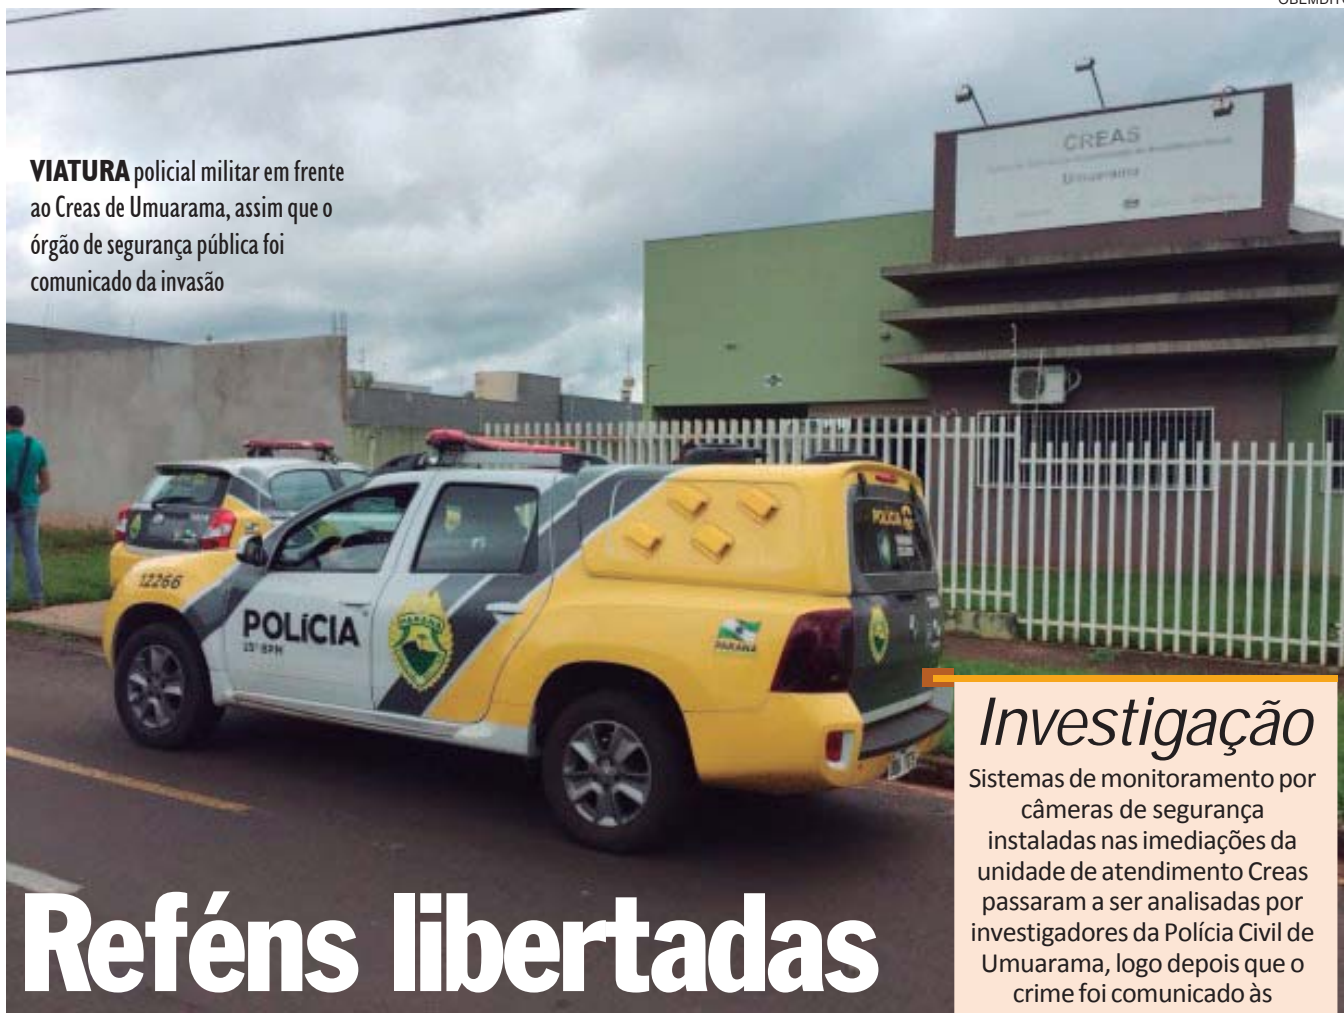 VIATURA policial militar em frente
ao Creas de Umuarama, assim que o
órgão de segurança pública foi
comunicado da invasão
CREAS
Umuarama
12266
POLÍCIA
PARANÁ
POLÍCIA
PARANÁ
Investigação
Sistemas de monitoramento por
câmeras de segurança
instaladas nas imediações da
unidade de atendimento Creas
passaram a ser analisadas por
investigadores da Polícia Civil de
Umuarama, logo depois que o
crime foi comunicado às
Reféns libertadas